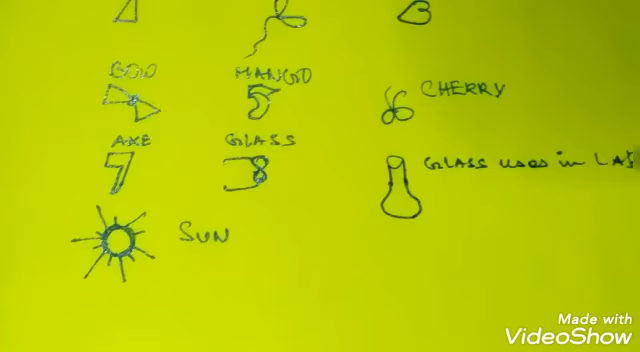 BOW MANGO
CHERRY
AXE GLASS
GLASS uses in LAB
SUN
Made with
VideoShow